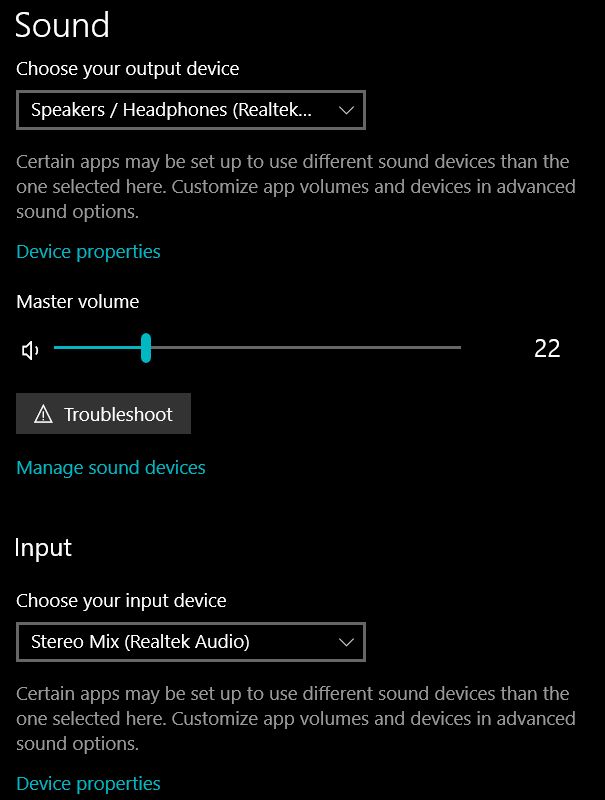 Sound
Choose your output device
Speakers / Headphones (Realtek...
Certain apps may be set up to use different sound devices than the
one selected here. Customize app volumes and devices in advanced
sound options.
Device properties
Master volume
22
Troubleshoot
Manage sound devices
Input
Choose your input device
Stereo Mix (Realtek Audio)
Certain apps may be set up to use different sound devices than the
one selected here. Customize app volumes and devices in advanced
sound options.
Device properties